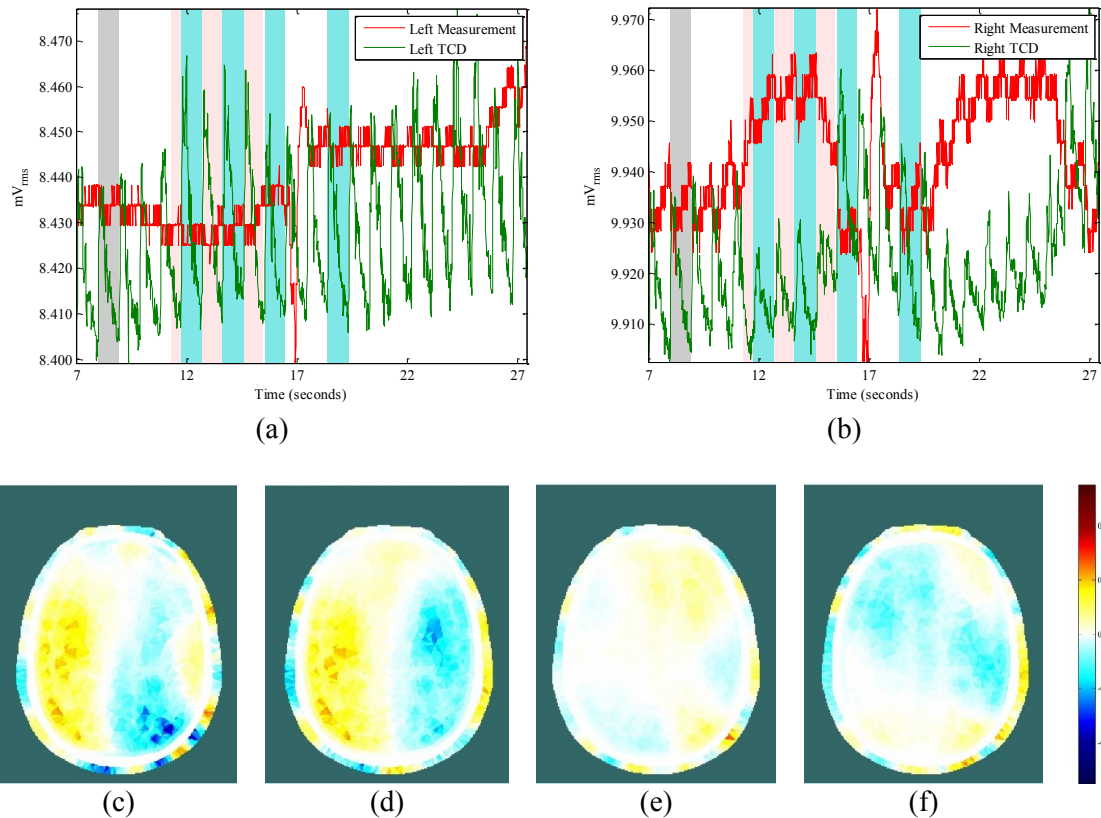 8.470
8.460
8.450
8.440
8.430
8.420
8.410
8.400
mVrms
Left Measurement
Left TCD
7
12
17
22
27
Time (seconds)
(a)
9.970
9.960
9.950
9.940
9.930
9.920
9.910
mVrms
Right Measurement
Right TCD
7
12
17
22
27
Time (seconds)
(b)
0
(c)
(d)
(e)
(f)